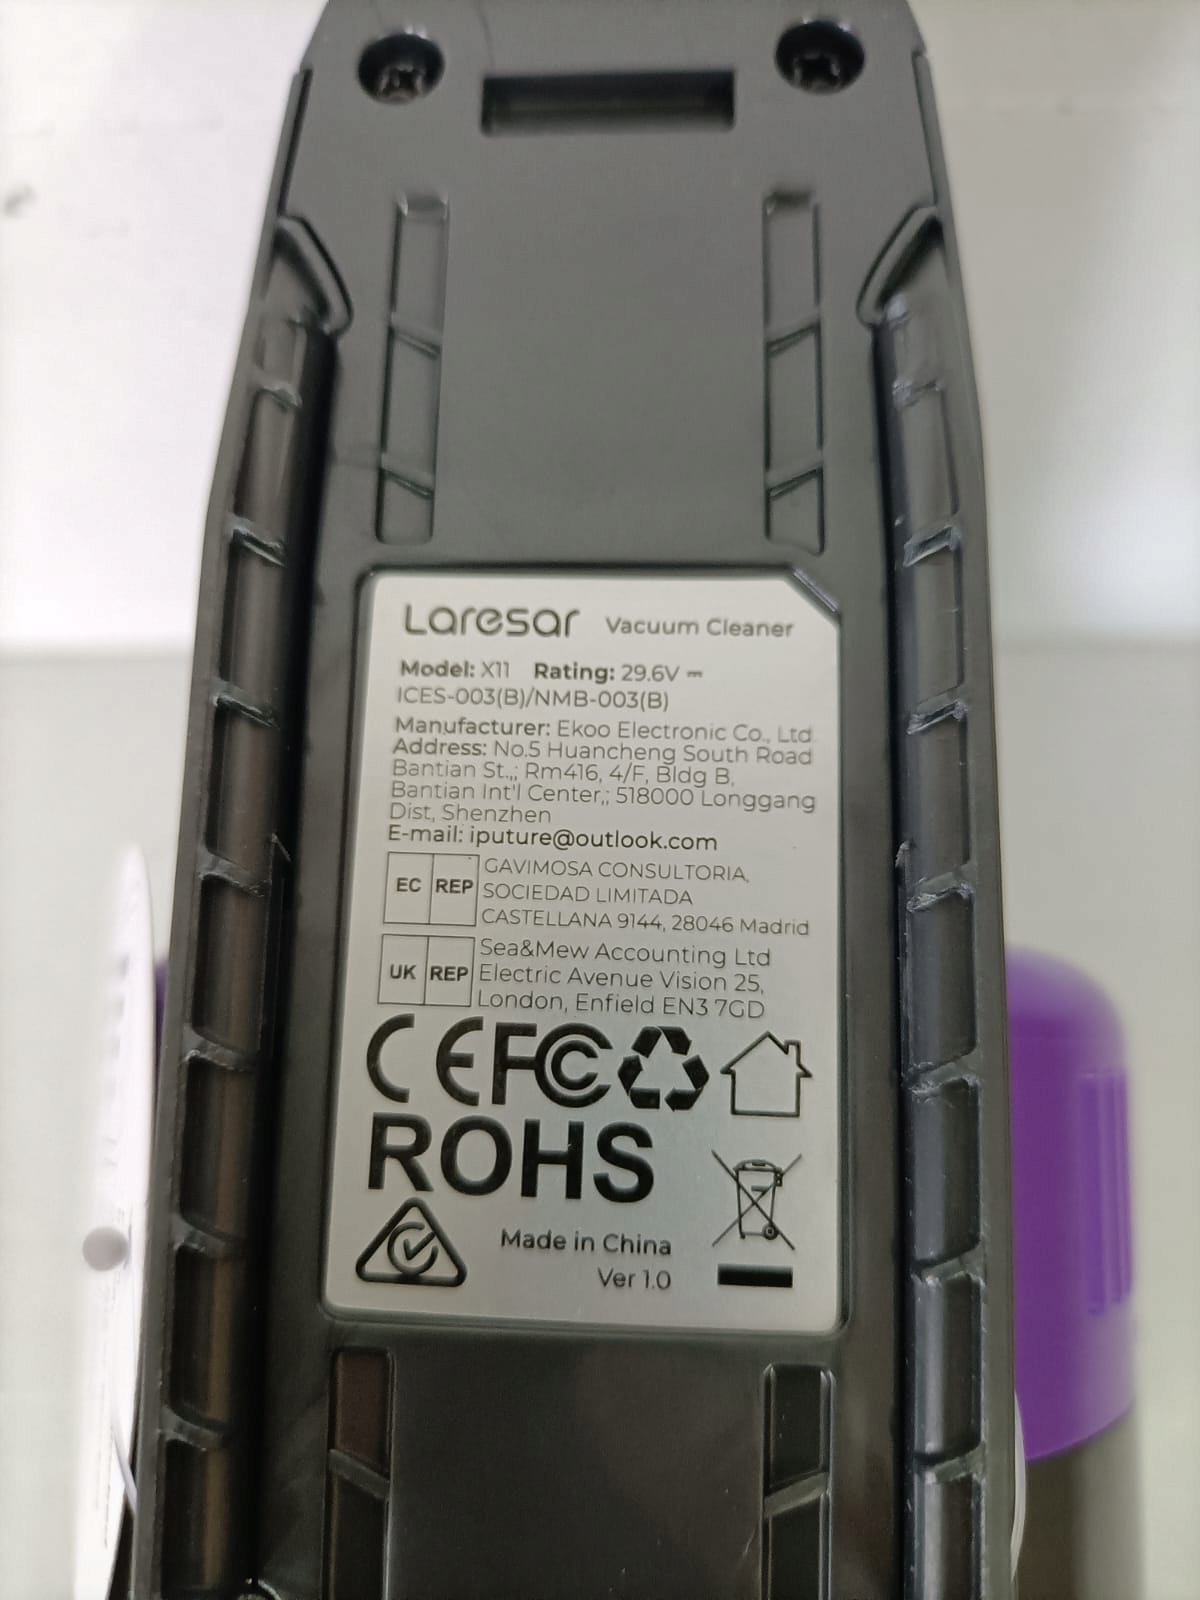 Laresar Vacuum Cleaner
Model: X11 Rating: 29.6V ⎓
ICES-003(B)/NMB-003(B)
Manufacturer: Ekoo Electronic Co., Ltd
Address: No.5 Huancheng South Road
Bantian St.,; Rm416, 4/F, Bldg B,
Bantian Int'l Center,; 518000 Longgang
Dist, Shenzhen
E-mail: iputure@outlook.com
EC REP GAVIMOSA CONSULTORIA,
SOCIEDAD LIMITADA
CASTELLANA 9144, 28046 Madrid
UK REP Sea&Mew Accounting Ltd
Electric Avenue Vision 25,
London, Enfield EN3 7GD
CE FC
ROHS
Made in China
Ver 1.0